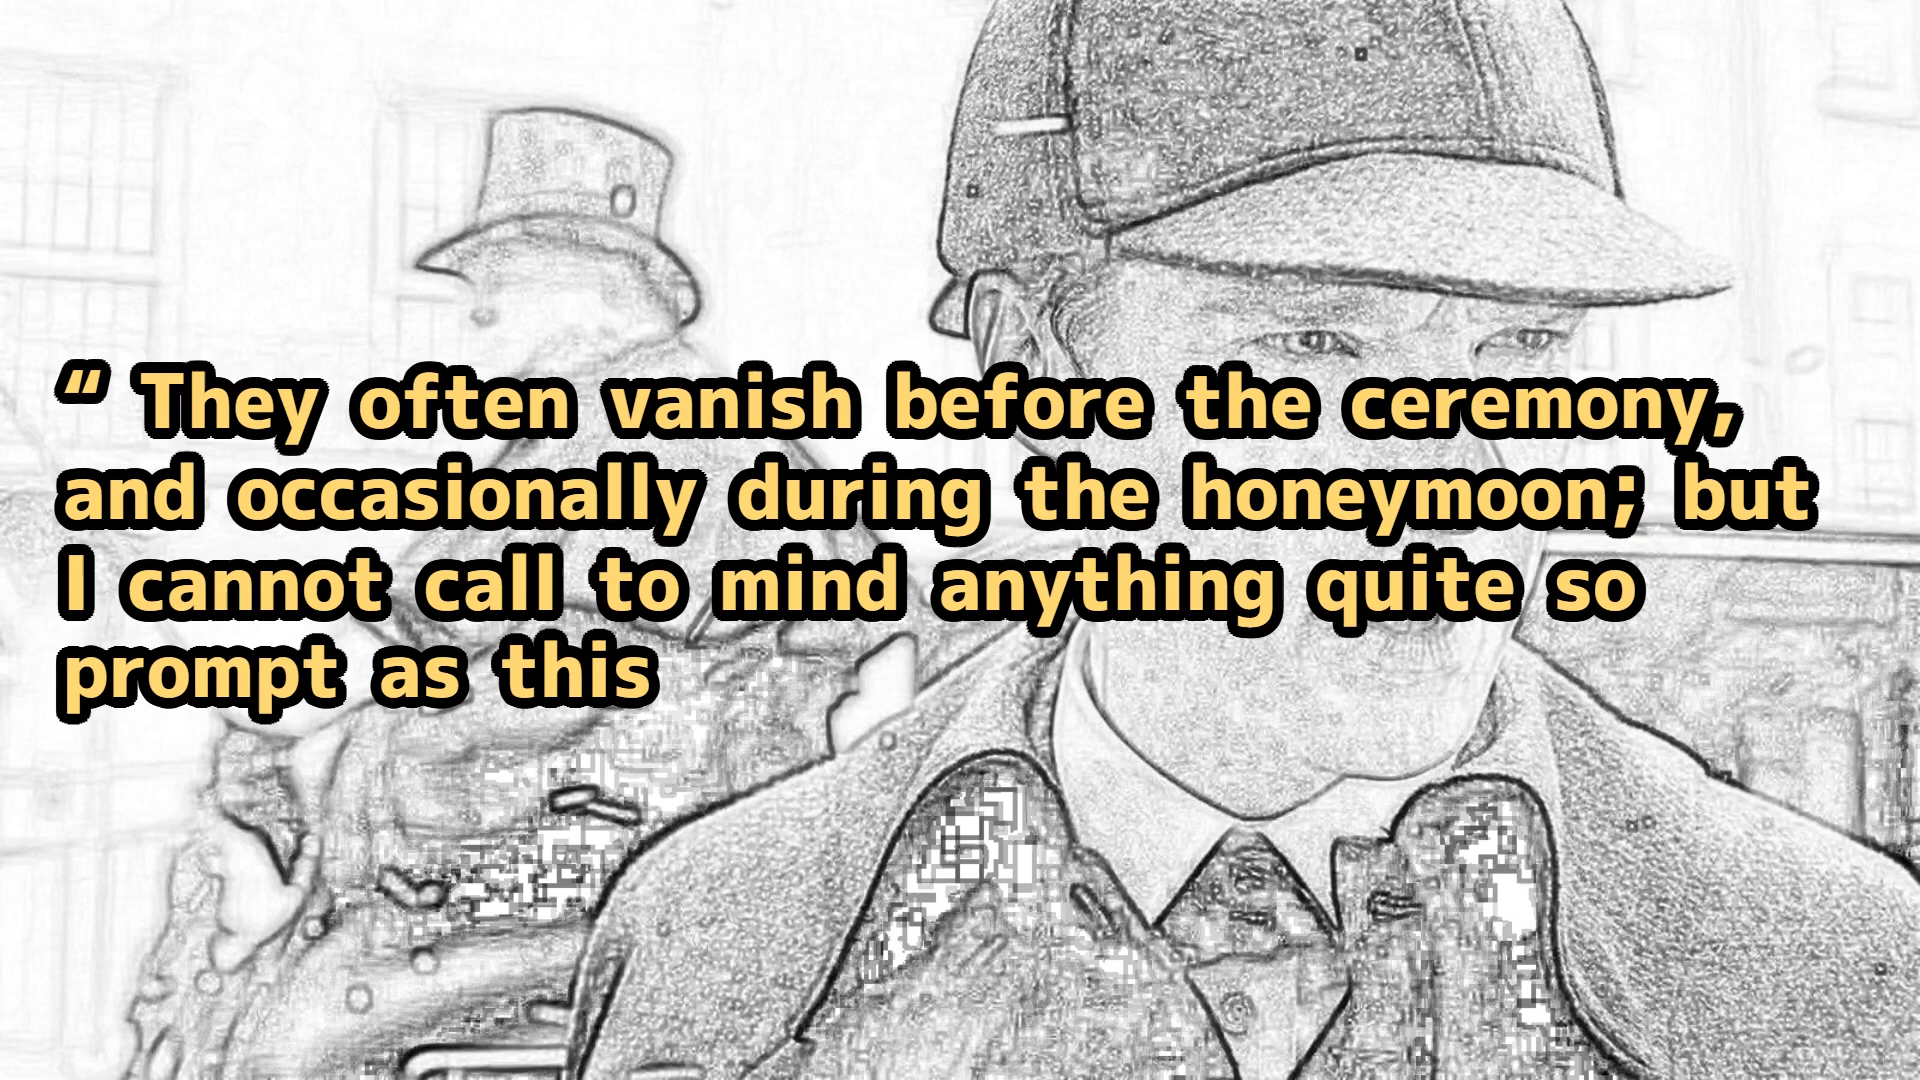 “ They often vanish before the ceremony,
and occasionally during the honeymoon; but
I cannot call to mind anything quite so
prompt as this